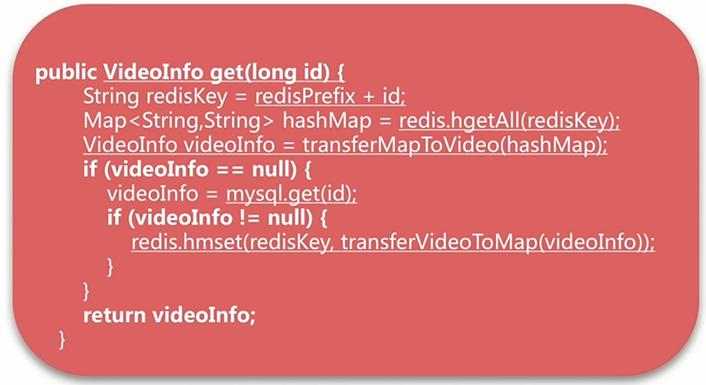 public VideoInfo get(long id) {
String redisKey = redisPrefix + id;
Map<String,String> hashMap = redis.hgetAll(redisKey);
VideoInfo videoInfo = transferMapToVideo(hashMap);
if (videoInfo == null) {
videoInfo = mysql.get(id);
if (videoInfo != null) {
redis.hmset(redisKey, transferVideoToMap(videoInfo));
}
}
return videoInfo;
}